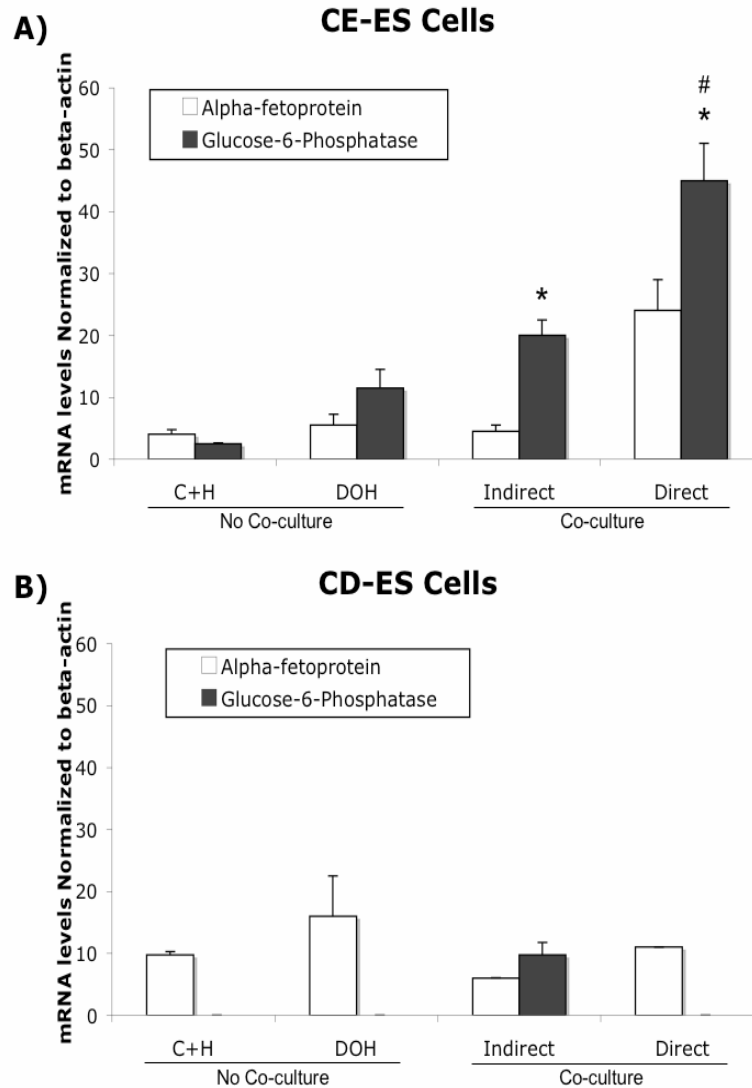 A)
CE-ES Cells
mRNA levels Normalized to beta-actin
60
50
40
30
20
10
0
Alpha-fetoprotein
Glucose-6-Phosphatase
*
#
*
C+H
DOH
Indirect
Direct
No Co-culture
Co-culture
B)
CD-ES Cells
mRNA levels Normalized to beta-actin
60
50
40
30
20
10
0
Alpha-fetoprotein
Glucose-6-Phosphatase
C+H
DOH
Indirect
Direct
No Co-culture
Co-culture